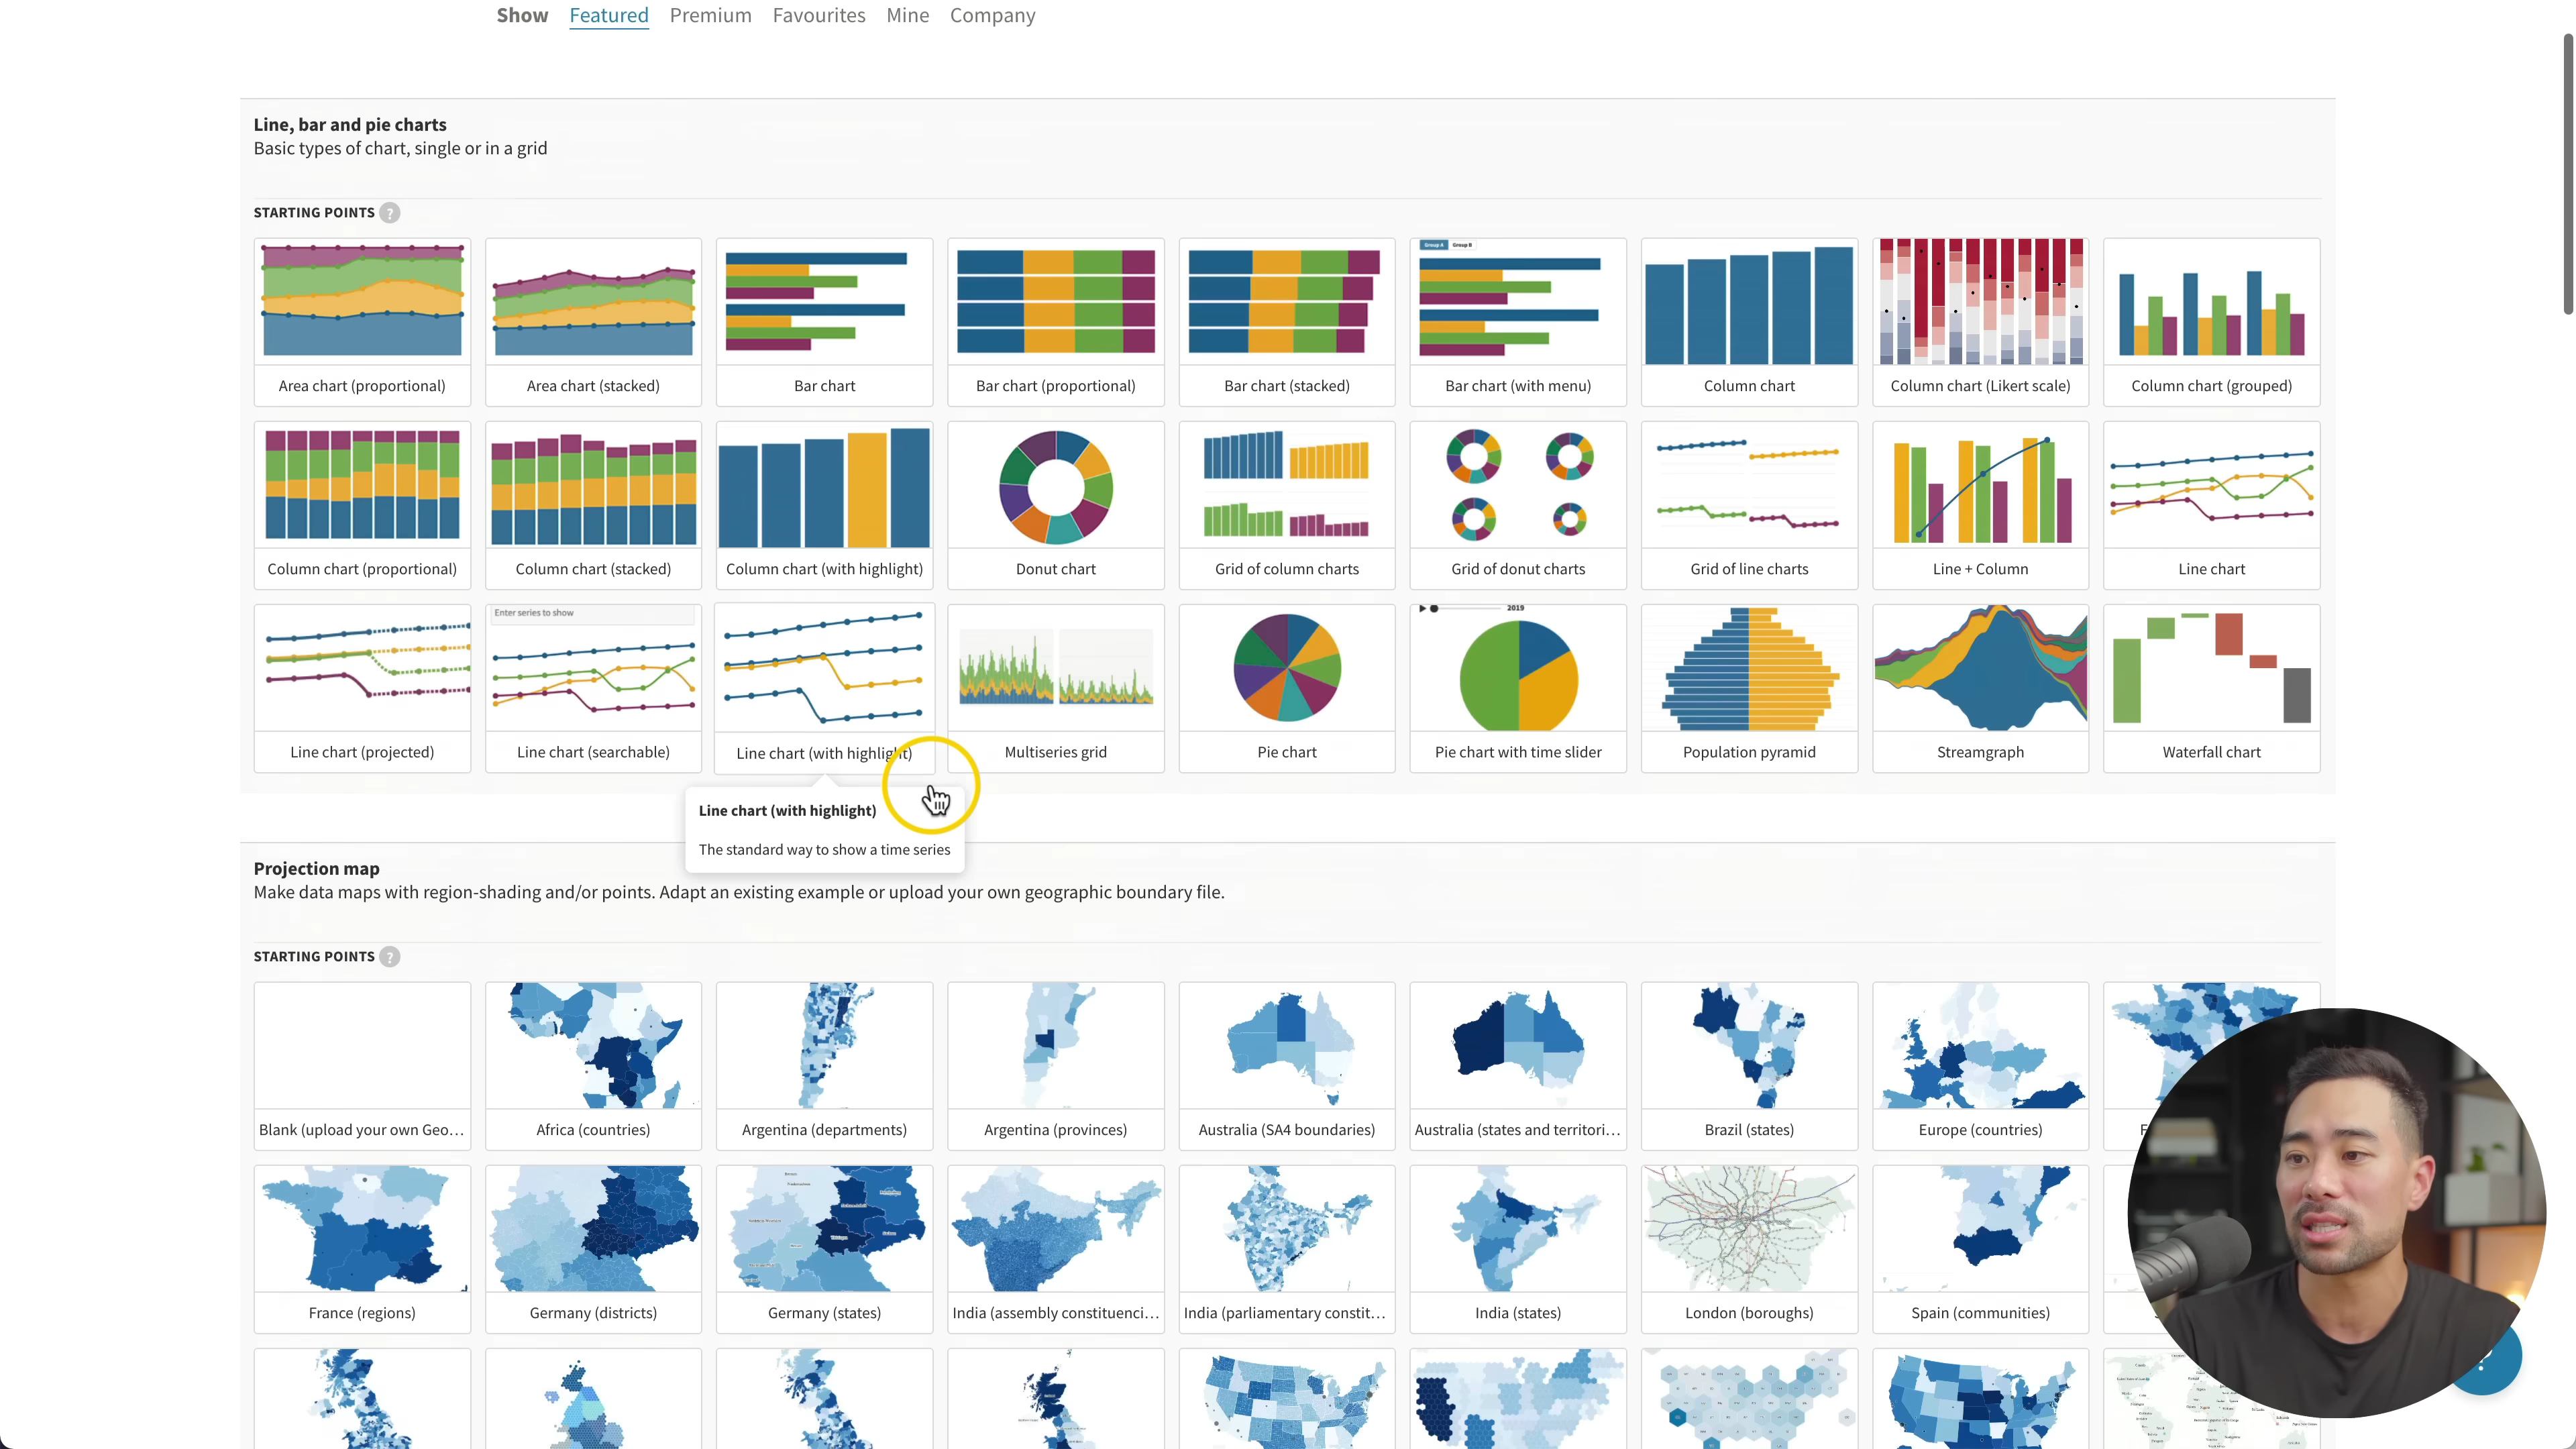 Show Featured Premium Favourites Mine Company
Line, bar and pie charts
Basic types of chart, single or in a grid
STARTING POINTS ?
Group A Group B
Area chart (proportional) Area chart (stacked) Bar chart Bar chart (proportional) Bar chart (stacked) Bar chart (with menu) Column chart Column chart (Likert scale) Column chart (grouped)
Column chart (proportional) Column chart (stacked) Column chart (with highlight) Donut chart Grid of column charts Grid of donut charts Grid of line charts Line + Column Line chart
Enter series to show 2019
Line chart (projected) Line chart (searchable) Line chart (with highlight) Multiseries grid Pie chart Pie chart with time slider Population pyramid Streamgraph Waterfall chart
Line chart (with highlight)
The standard way to show a time series
Projection map
Make data maps with region-shading and/or points. Adapt an existing example or upload your own geographic boundary file.
STARTING POINTS ?
Blank (upload your own Geo... Africa (countries) Argentina (departments) Argentina (provinces) Australia (SA4 boundaries) Australia (states and territori... Brazil (states) Europe (countries)
France (regions) Germany (districts) Germany (states) India (assembly constituenci... India (parliamentary constit... India (states) London (boroughs) Spain (communities)